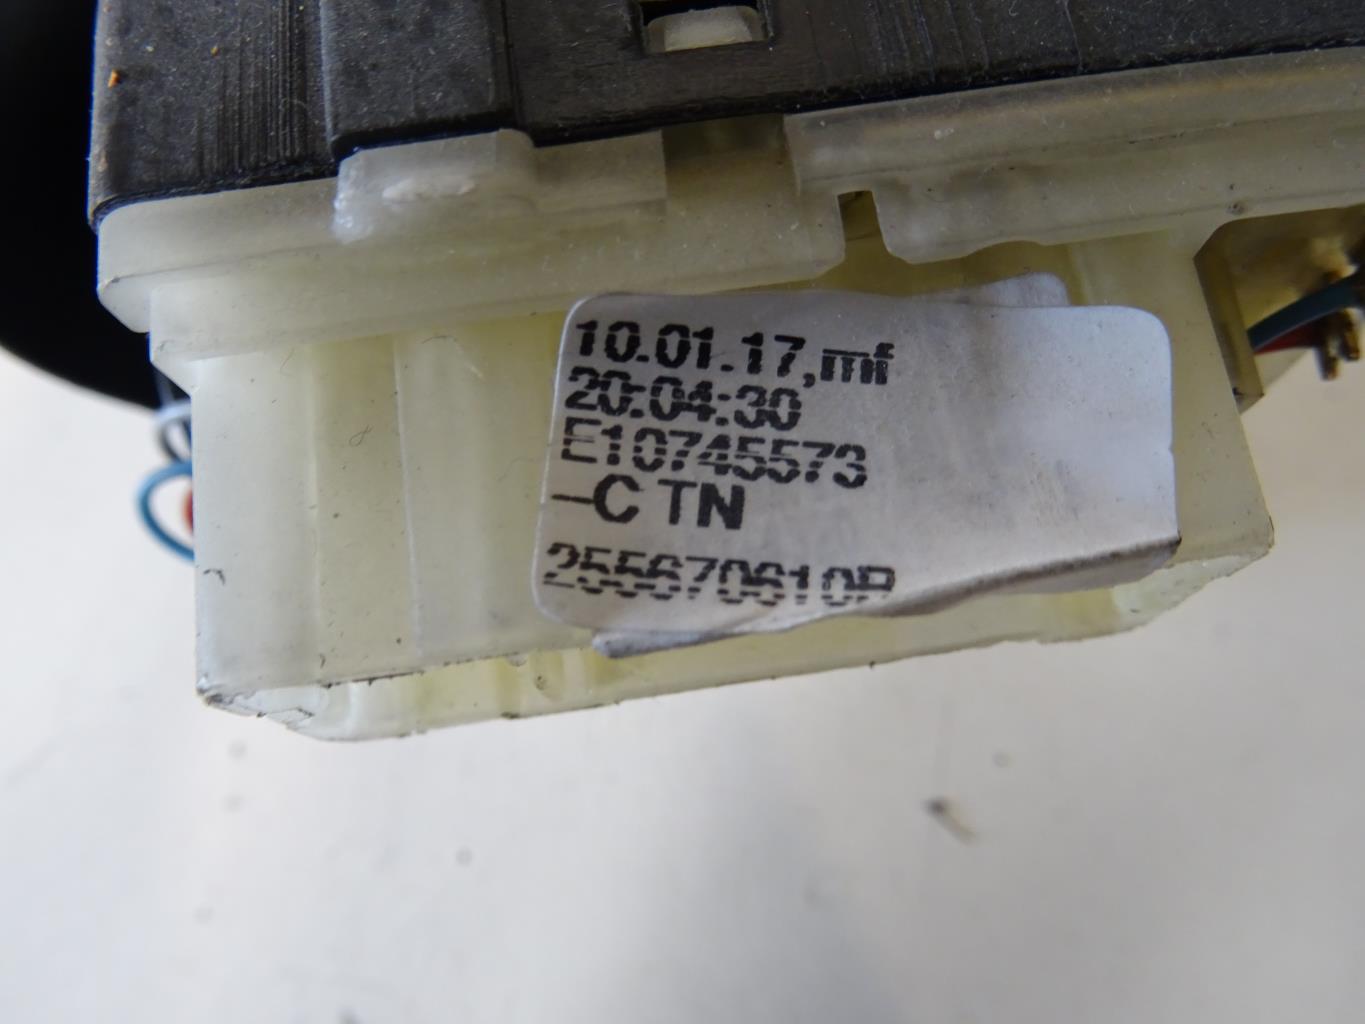 10.01.17,mf
20:04:30
E10745573
-C TN
255670610R